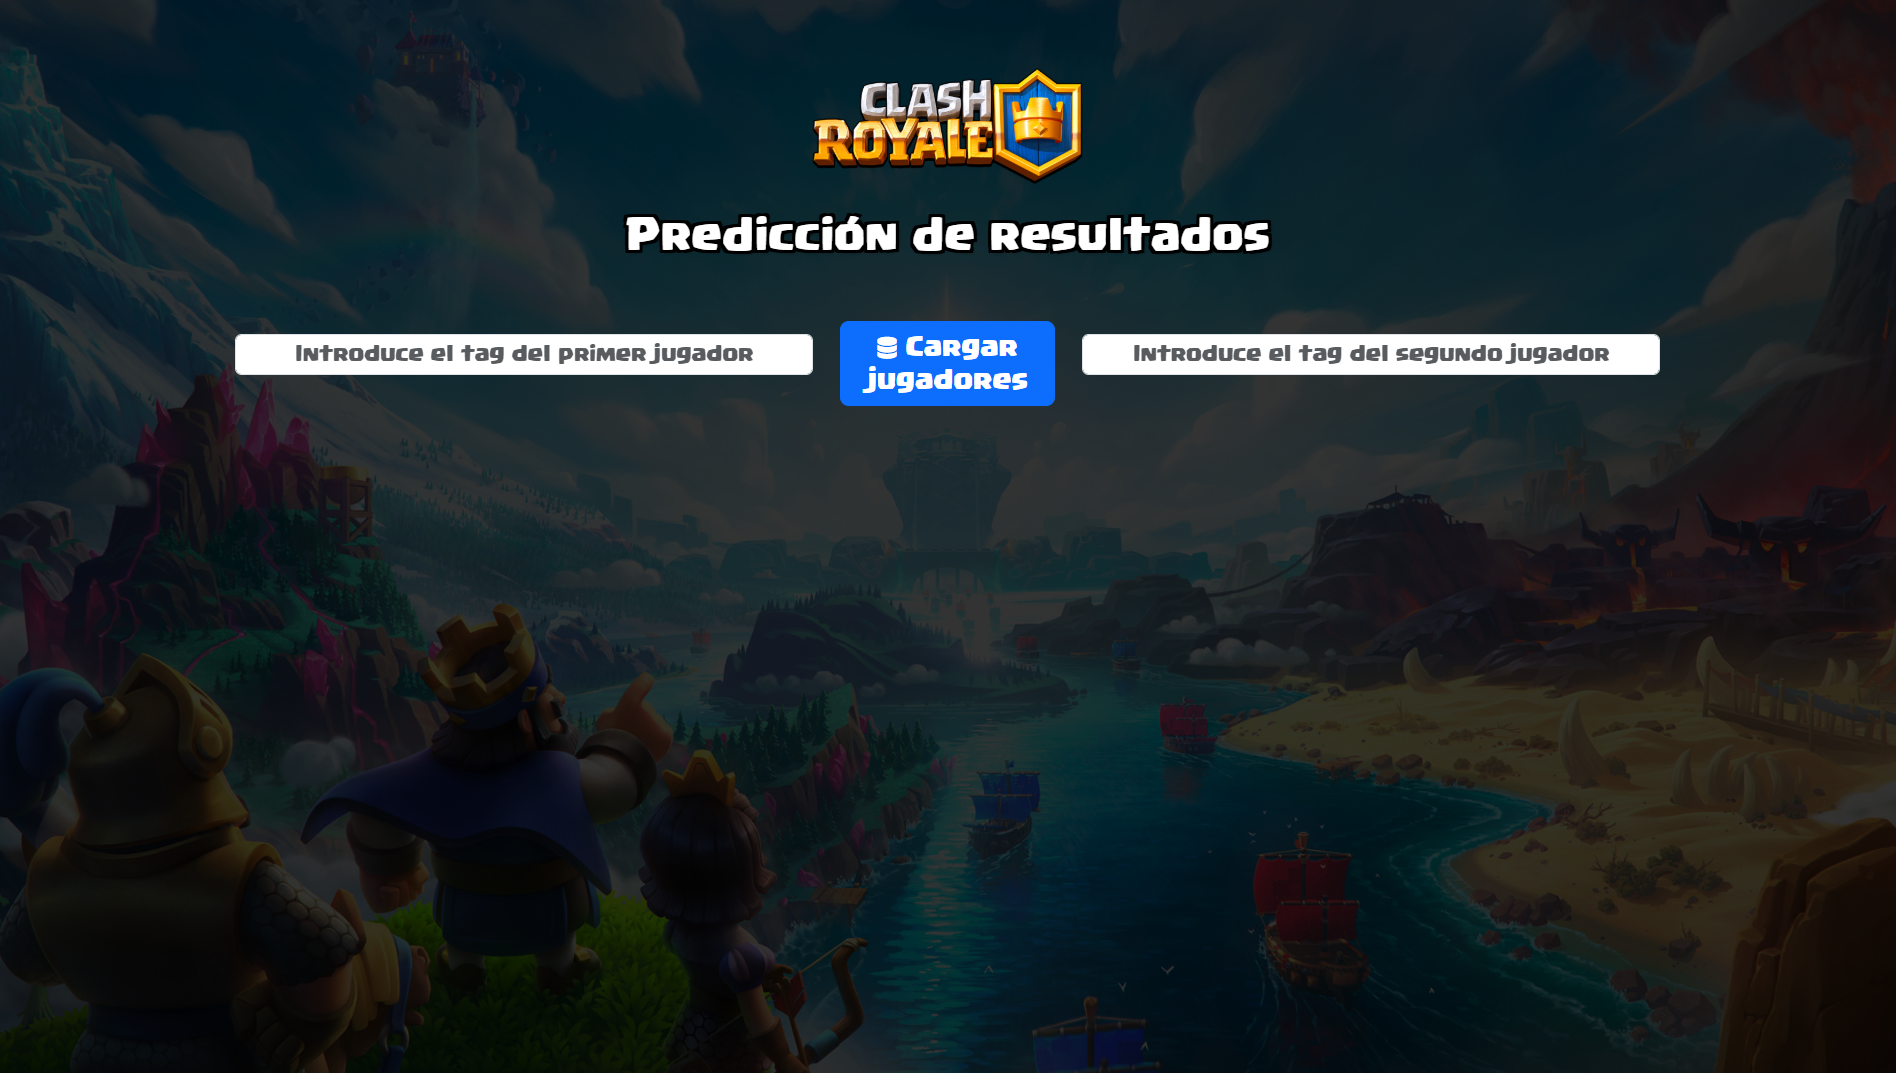 CLASH
ROYALE
Predicción de resultados
Introduce el tag del primer jugador
Cargar
jugadores
Introduce el tag del segundo jugador